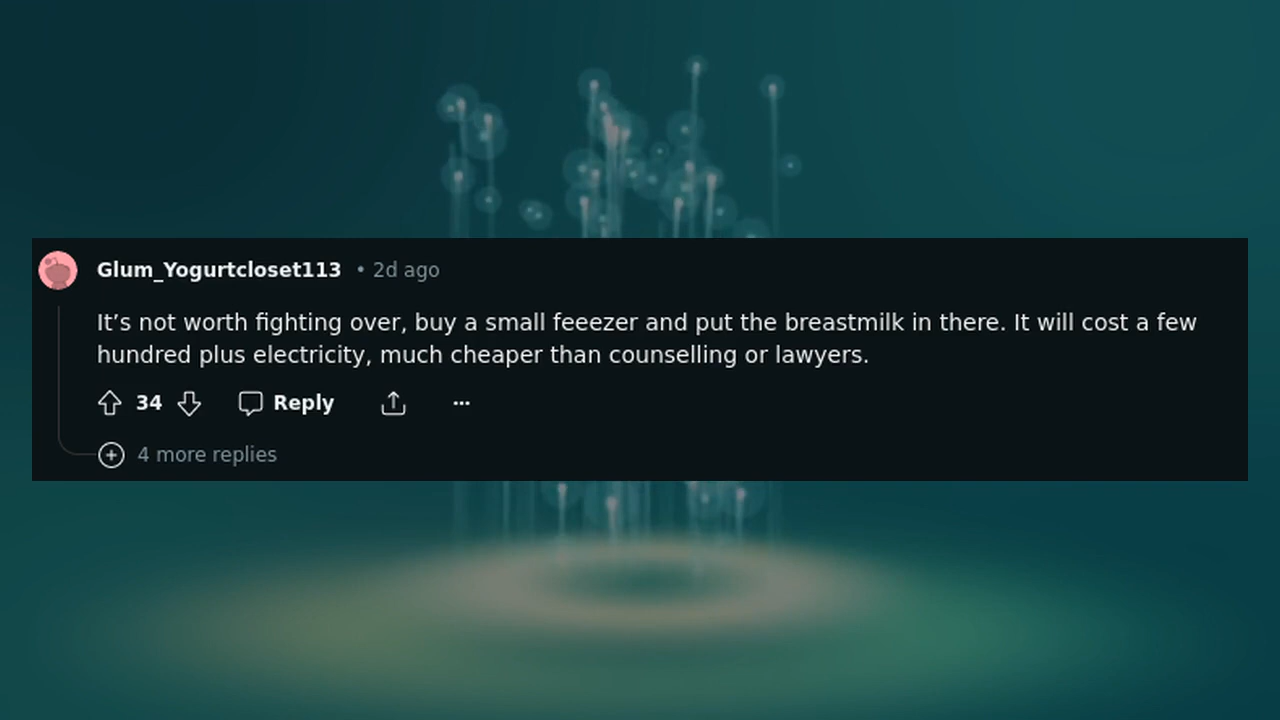 Glum_Yogurtcloset113 • 2d ago
It’s not worth fighting over, buy a small feeezer and put the breastmilk in there. It will cost a few
hundred plus electricity, much cheaper than counselling or lawyers.
34 Reply ...
4 more replies